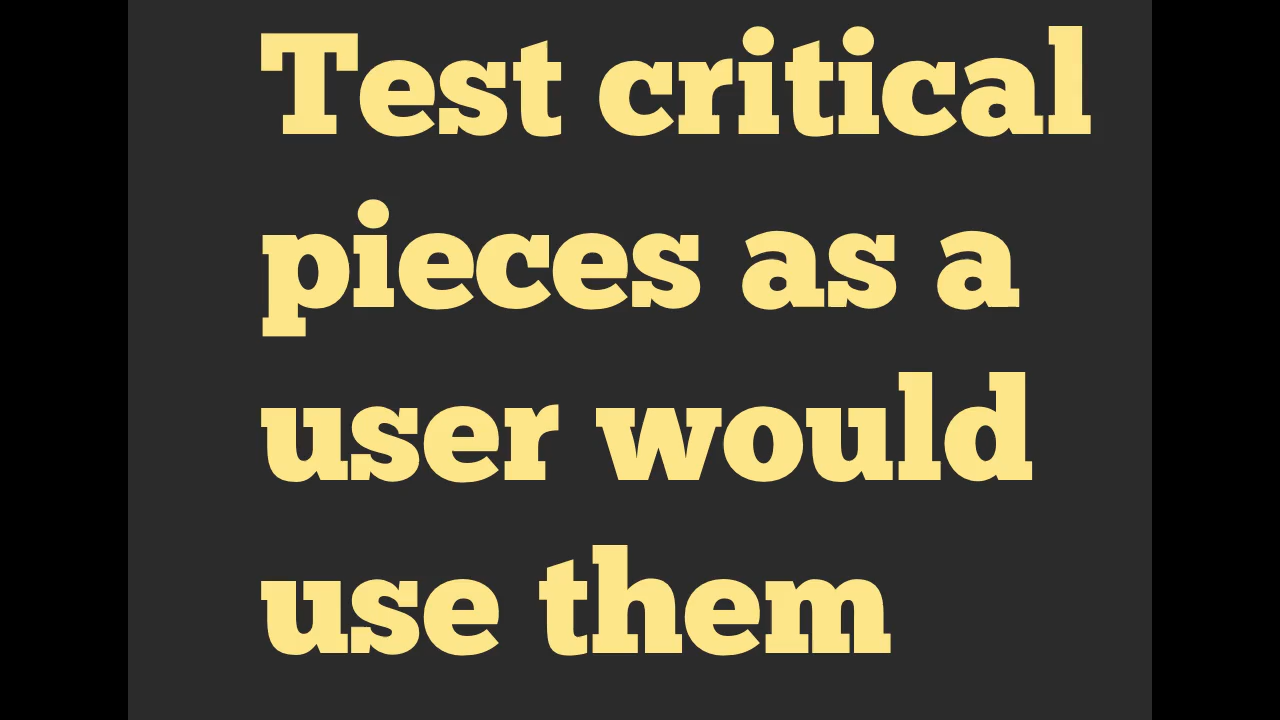 Test critical
pieces as a
user would
use them